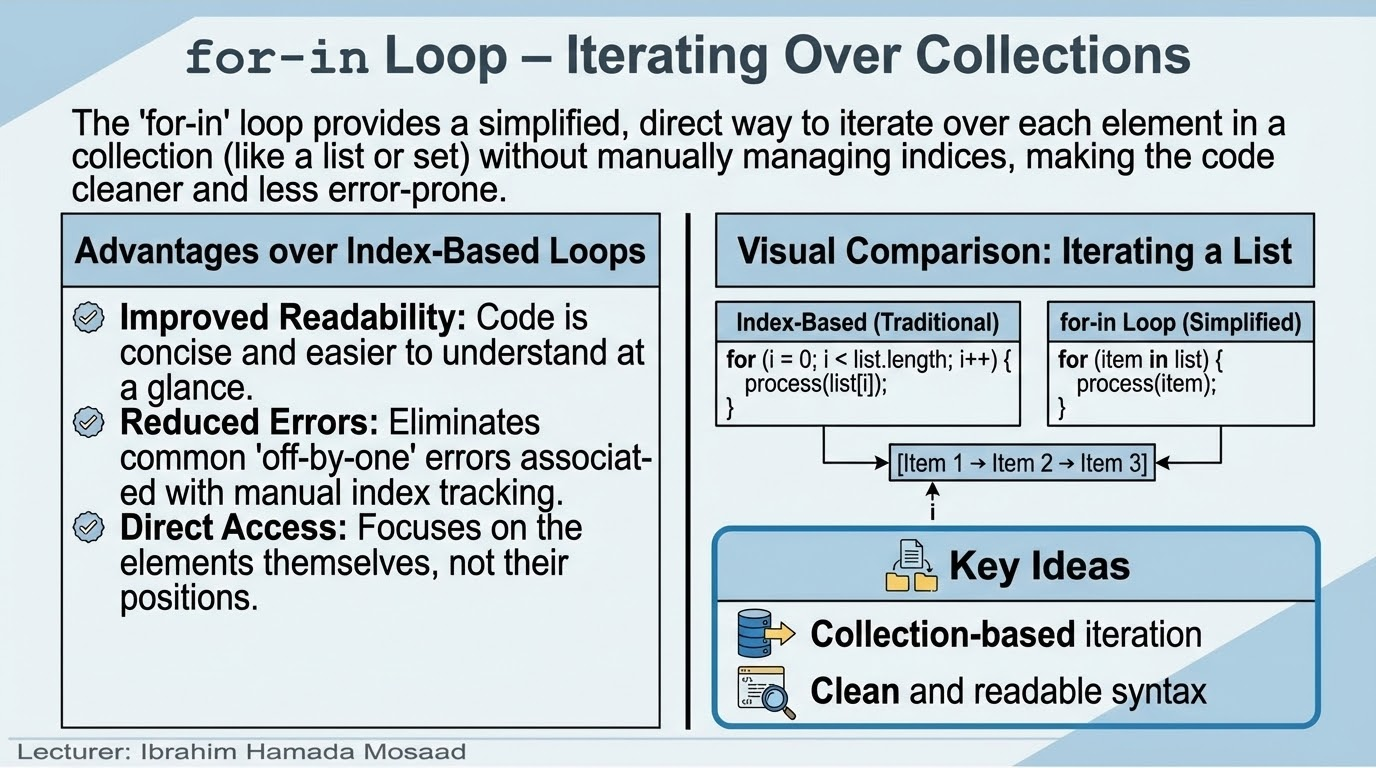 for-in Loop – Iterating Over Collections
The 'for-in' loop provides a simplified, direct way to iterate over each element in a
collection (like a list or set) without manually managing indices, making the code
cleaner and less error-prone.
Advantages over Index-Based Loops
Improved Readability: Code is
concise and easier to understand at
a glance.
Reduced Errors: Eliminates
common 'off-by-one' errors associat-
ed with manual index tracking.
Direct Access: Focuses on the
elements themselves, not their
positions.
Visual Comparison: Iterating a List
Index-Based (Traditional)
for (i = 0; i < list.length; i++) {
process(list[i]);
}
for-in Loop (Simplified)
for (item in list) {
process(item);
}
[Item 1 → Item 2 → Item 3]
i
Key Ideas
Collection-based iteration
Clean and readable syntax
Lecturer: Ibrahim Hamada Mosaad